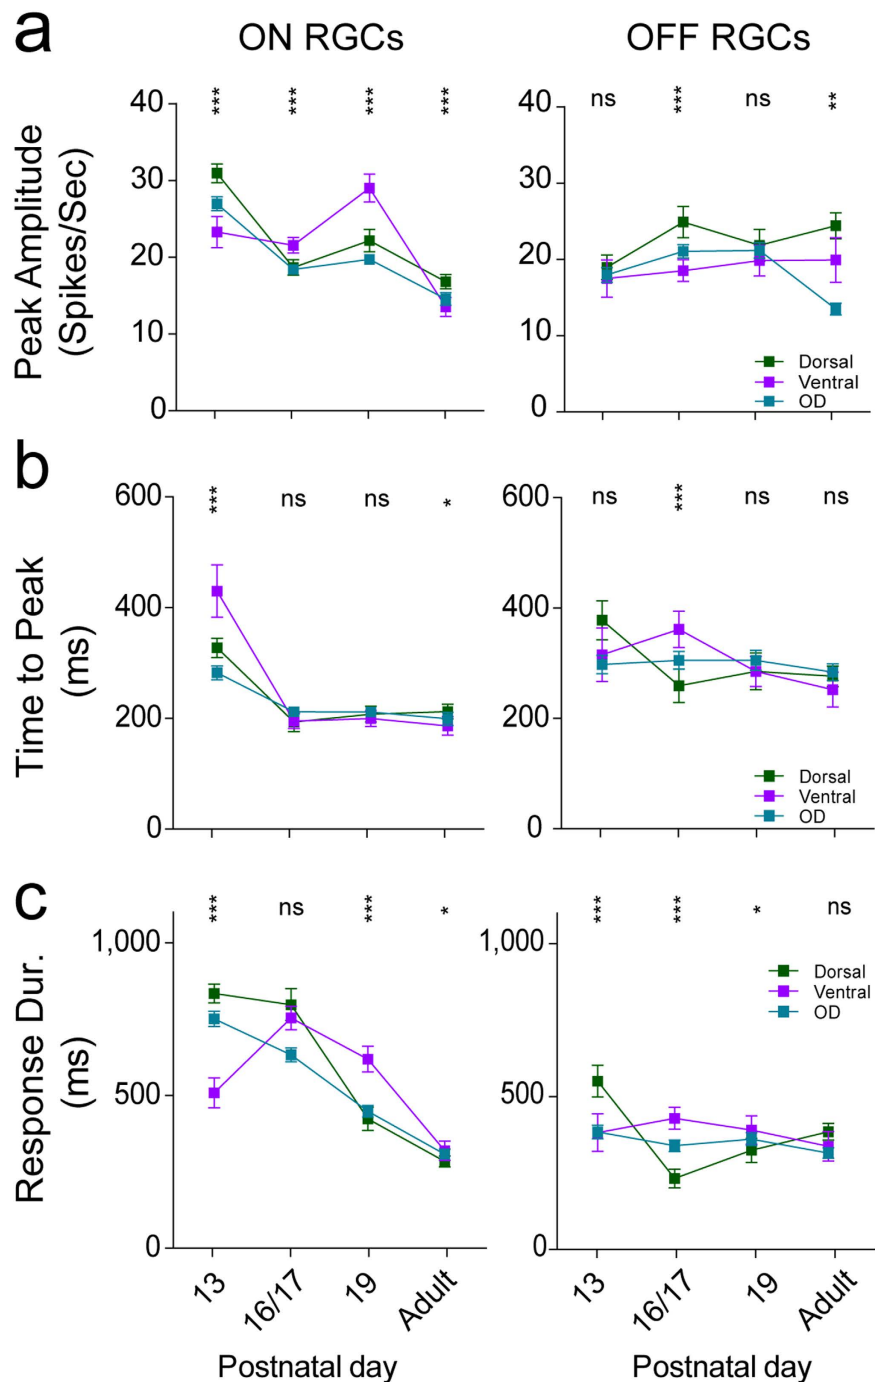 a
ON RGCs
OFF RGCs
Peak Amplitude
(Spikes/Sec)
40
30
20
10
0
*** *** *** ***
40
30
20
10
0
ns *** ns **
Dorsal
Ventral
OD
b
Time to Peak
(ms)
600
400
200
0
*** ns ns *
600
400
200
0
ns *** ns ns
Dorsal
Ventral
OD
c
Response Dur.
(ms)
1,000
500
0
*** ns *** *
1,000
500
0
*** *** * ns
Dorsal
Ventral
OD
13 16/17 19 Adult
Postnatal day
13 16/17 19 Adult
Postnatal day